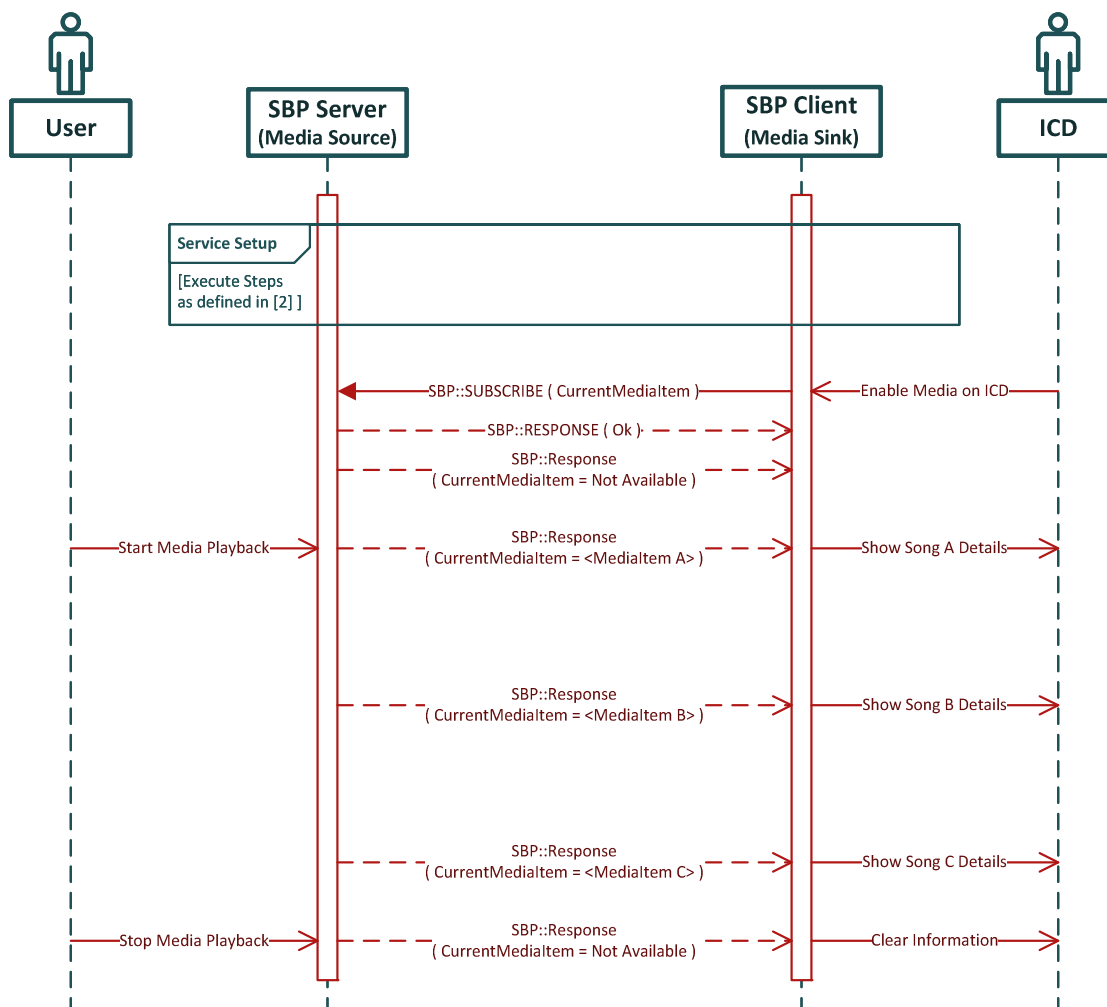 User
SBP Server
(Media Source)
SBP Client
(Media Sink)
ICD
Service Setup
[Execute Steps
as defined in [2] ]
SBP::SUBSCRIBE ( CurrentMediaItem )
Enable Media on ICD
SBP::RESPONSE ( Ok )
SBP::Response
( CurrentMediaItem = Not Available )
Start Media Playback
SBP::Response
( CurrentMediaItem = <MediaItem A> )
Show Song A Details
SBP::Response
( CurrentMediaItem = <MediaItem B> )
Show Song B Details
SBP::Response
( CurrentMediaItem = <MediaItem C> )
Show Song C Details
Stop Media Playback
SBP::Response
( CurrentMediaItem = Not Available )
Clear Information